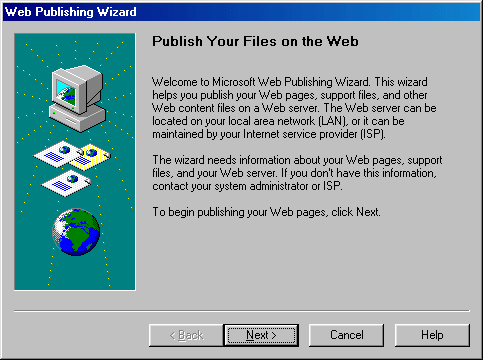 Web Publishing Wizard
Publish Your Files on the Web
Welcome to Microsoft Web Publishing Wizard. This wizard
helps you publish your Web pages, support files, and other
Web content files on a Web server. The Web server can be
located on your local area network (LAN), or it can be
maintained by your Internet service provider (ISP).
The wizard needs information about your Web pages, support
files, and your Web server. If you don't have this information,
contact your system administrator or ISP.
To begin publishing your Web pages, click Next.
< Back Next > Cancel Help